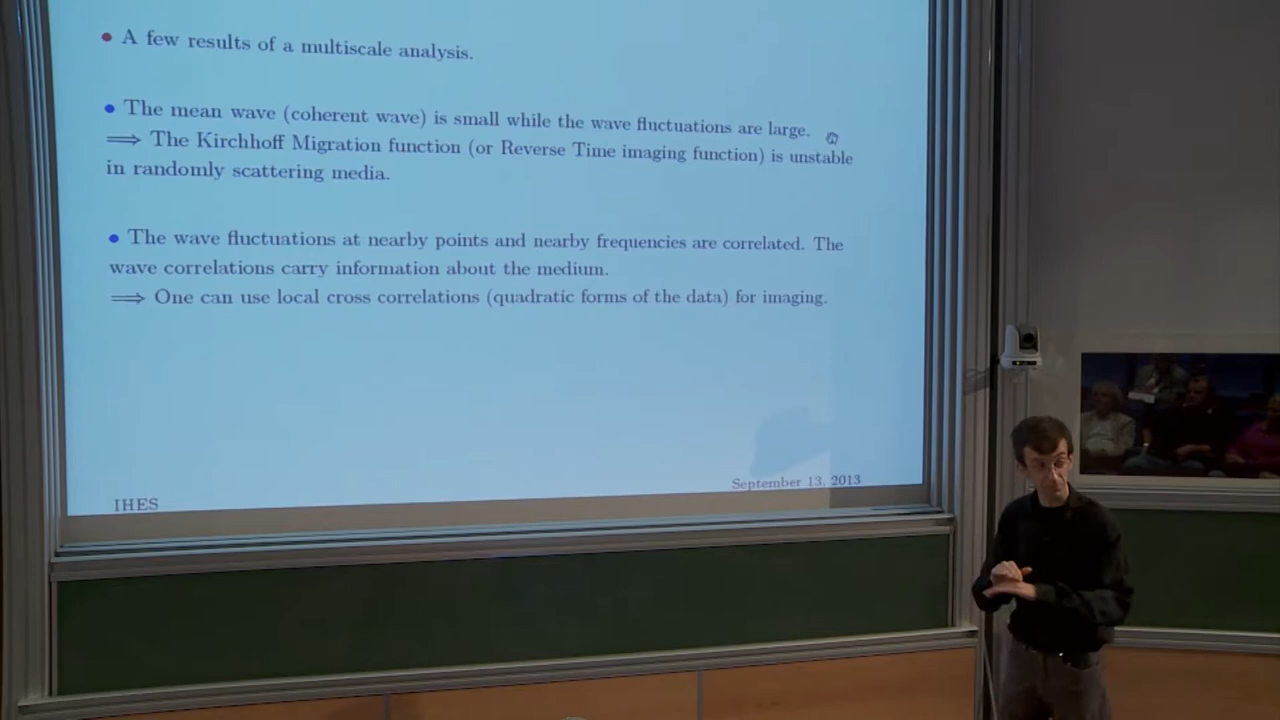 • A few results of a multiscale analysis.
• The mean wave (coherent wave) is small while the wave fluctuations are large.
⟹ The Kirchhoff Migration function (or Reverse Time imaging function) is unstable
in randomly scattering media.
• The wave fluctuations at nearby points and nearby frequencies are correlated. The
wave correlations carry information about the medium.
⟹ One can use local cross correlations (quadratic forms of the data) for imaging.
IHES
September 13, 2013